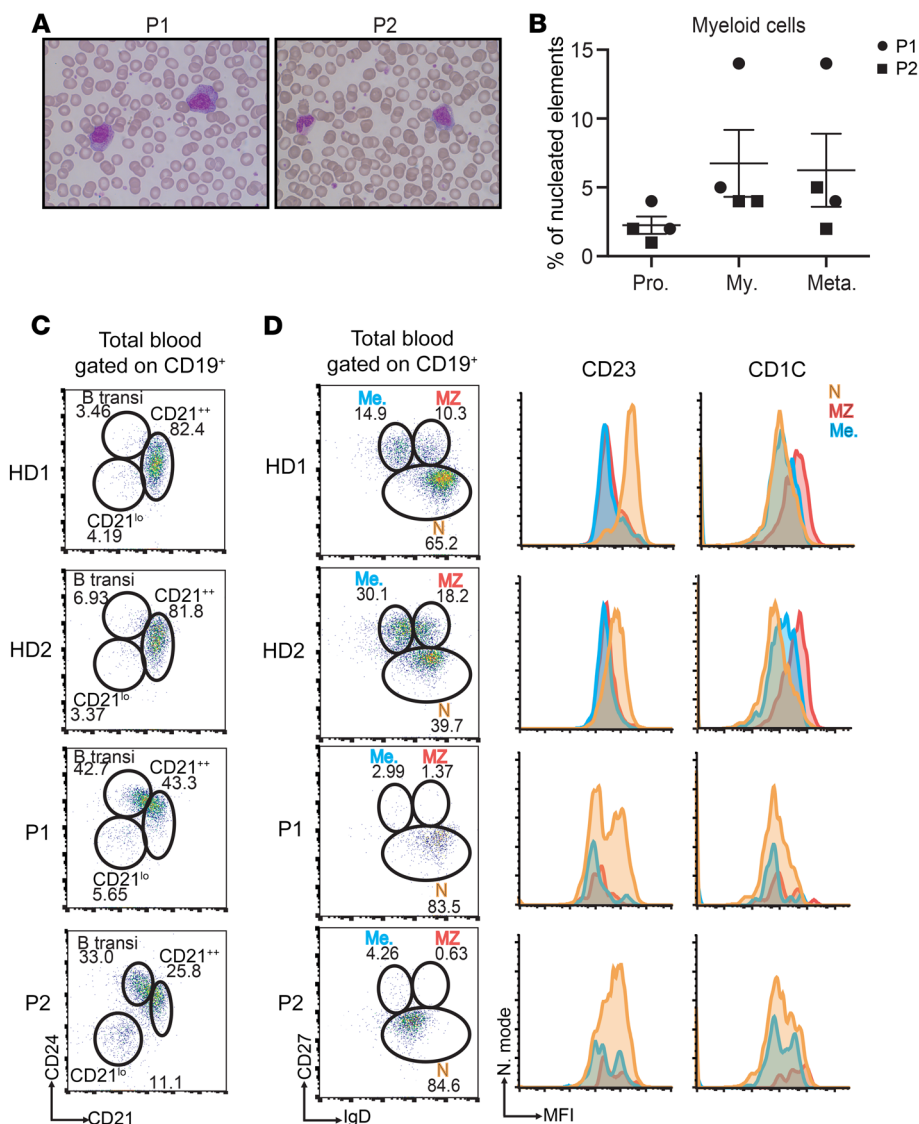 A
P1
P2
B
Myeloid cells
P1
P2
% of nucleated elements
15
10
5
0
Pro.
My.
Meta.
C
Total blood
gated on CD19+
HD1
B transi
3.46
CD21++
82.4
CD21lo
4.19
HD2
B transi
6.93
CD21++
81.8
CD21lo
3.37
P1
B transi
42.7
CD21++
43.3
CD21lo
5.65
P2
B transi
33.0
CD21++
25.8
CD21lo
11.1
CD24
CD21
D
Total blood
gated on CD19+
CD23
CD1C
N
MZ
Me.
HD1
Me.
14.9
MZ
10.3
N
65.2
HD2
Me.
30.1
MZ
18.2
N
39.7
P1
Me.
2.99
MZ
1.37
N
83.5
P2
Me.
4.26
MZ
0.63
N
84.6
CD27
IgD
N. mode
MFI